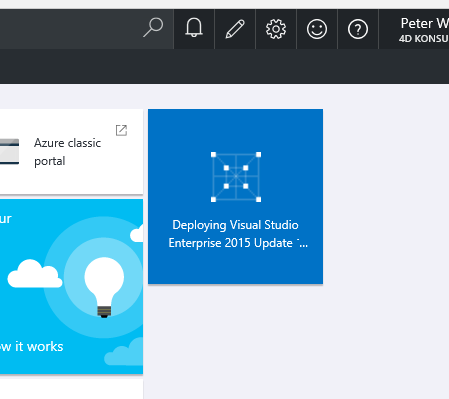 Peter W
4D KONSU
Azure classic
portal
Deploying Visual Studio
Enterprise 2015 Update ...
ur
w it works